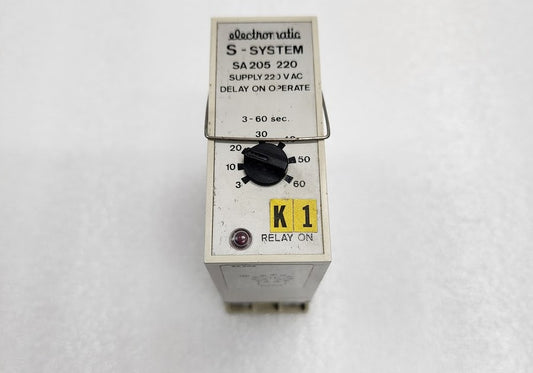 electromatic
S-SYSTEM
SA 205 220
SUPPLY 220 V AC
DELAY ON OPERATE
3-60 sec.
30
20
50
10
3
60
K 1
RELAY ON